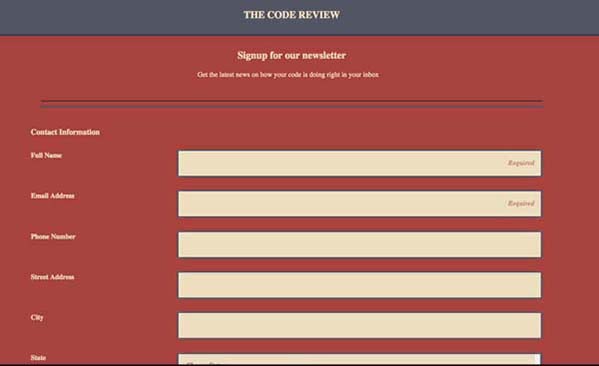 THE CODE REVIEW
Signup for our newsletter
Get the latest news on how your code is doing right in your inbox
Contact Information
Full Name
Required
Email Address
Required
Phone Number
Street Address
City
State